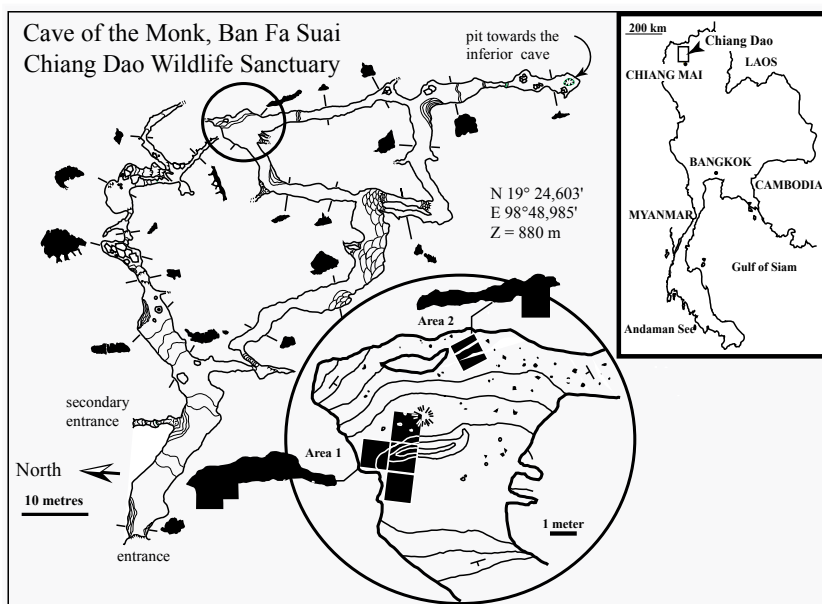 Cave of the Monk, Ban Fa Suai
Chiang Dao Wildlife Sanctuary
pit towards the
inferior cave
N 19° 24,603'
E 98°48,985'
Z = 880 m
secondary
entrance
North
10 metres
entrance
Area 2
Area 1
1 meter
200 km
Chiang Dao
CHIANG MAI
LAOS
BANGKOK
CAMBODIA
MYANMAR
Gulf of Siam
Andaman See